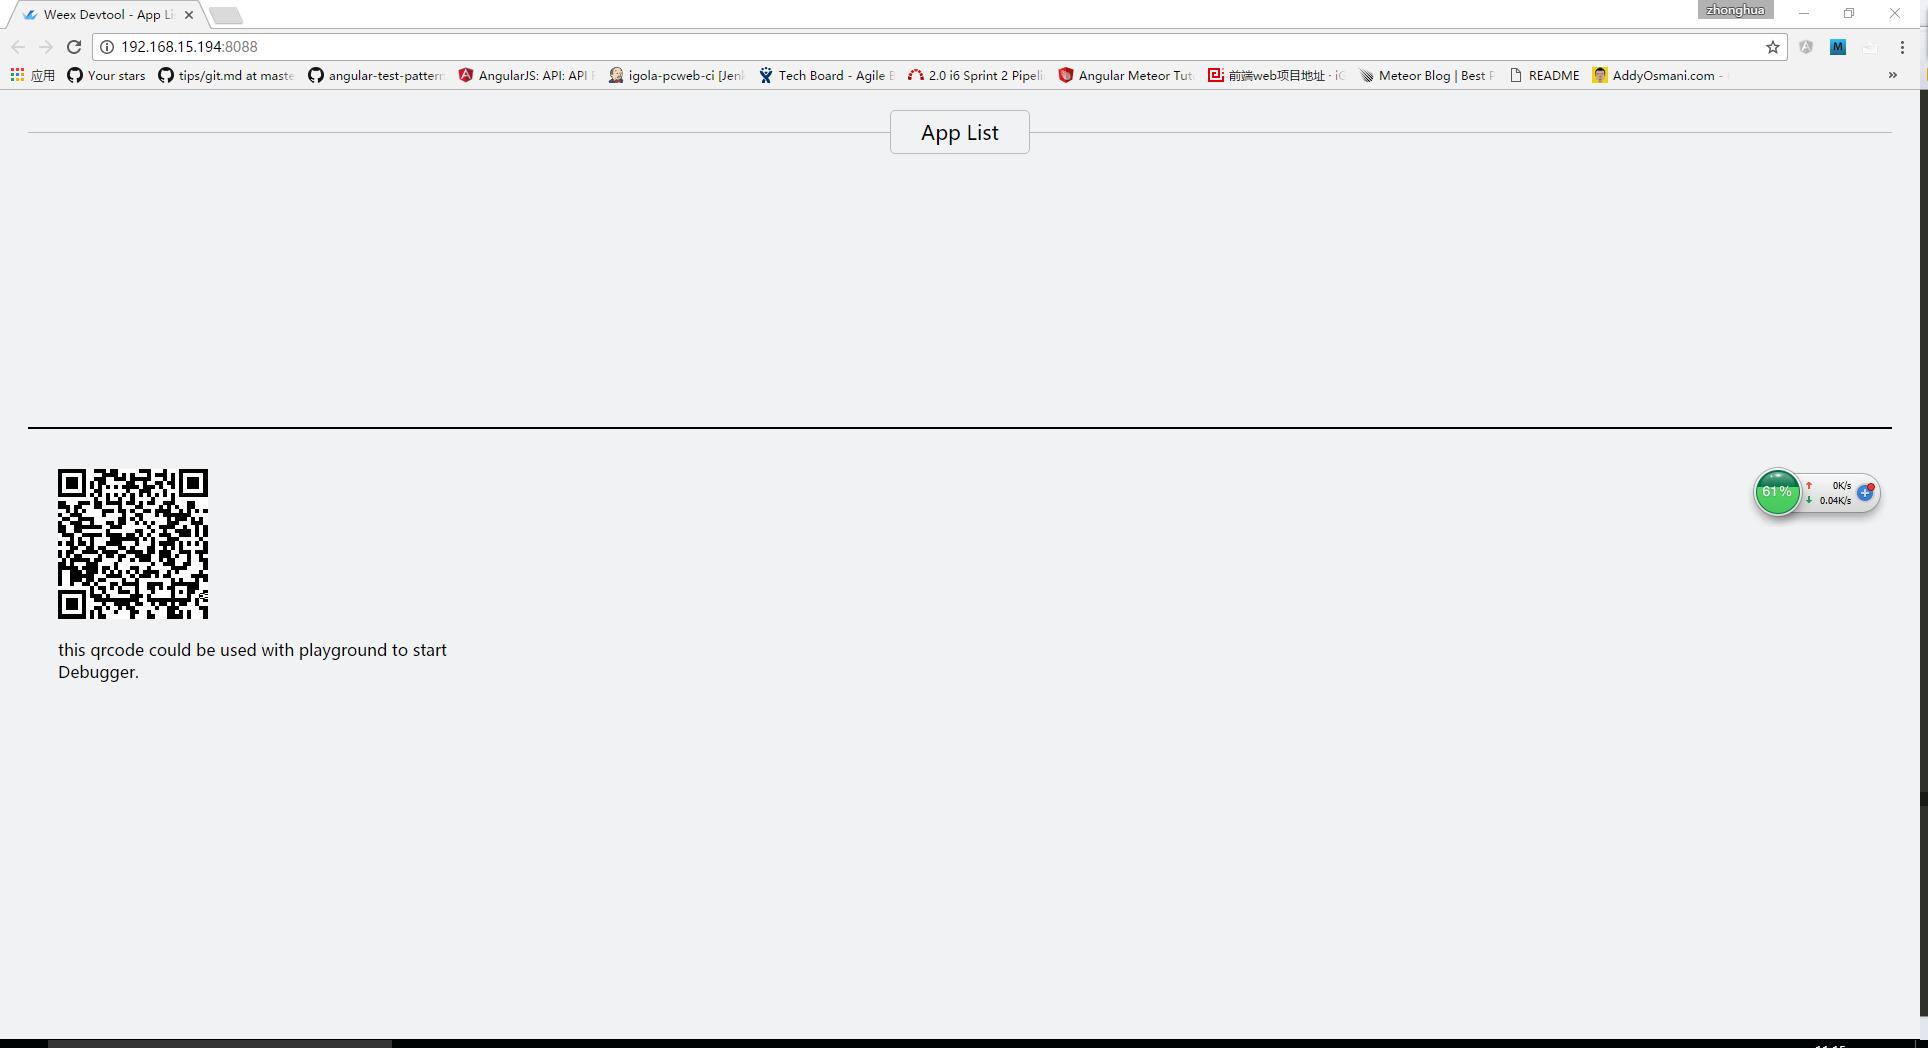 Weex Devtool - App Li
zhonghua
192.168.15.194:8088
M
应用 Your stars tips/git.md at maste angular-test-pattern AngularJS: API: API igola-pcweb-ci [Jenk Tech Board - Agile 2.0 i6 Sprint 2 Pipeli Angular Meteor Tut 前端web项目地址 · Meteor Blog | Best README AddyOsmani.com - »
App List
61% 0K/s
0.04K/s
this qrcode could be used with playground to start
Debugger.